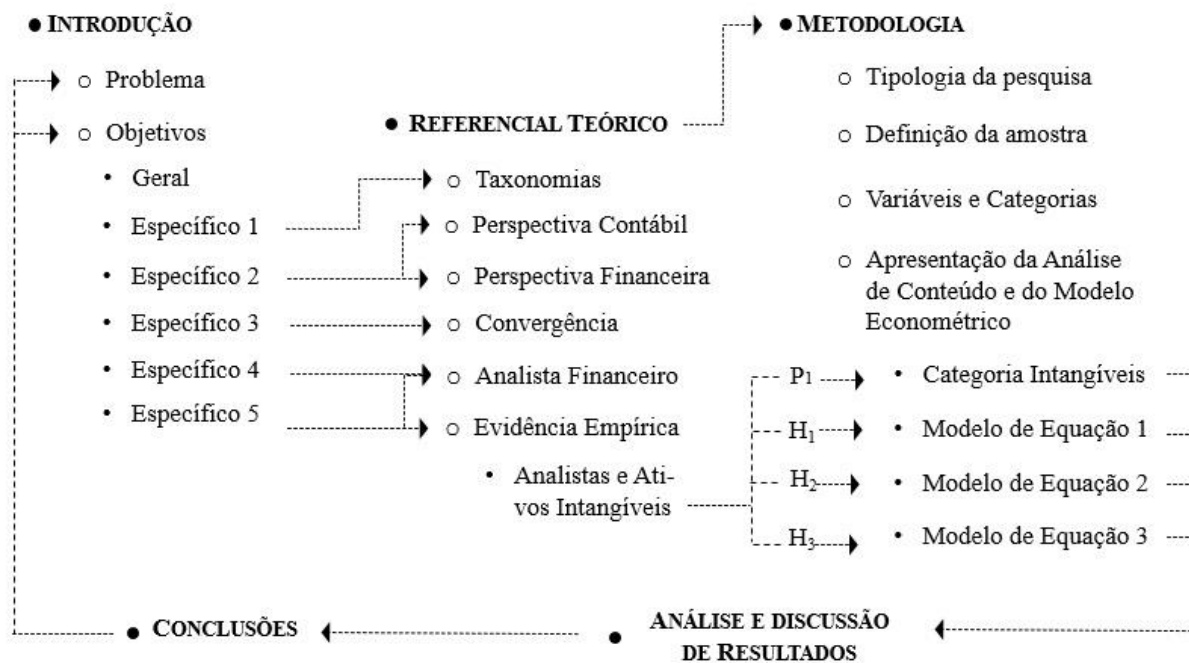 ● INTRODUÇÃO
○ Problema
○ Objetivos
• Geral
• Específico 1
• Específico 2
• Específico 3
• Específico 4
• Específico 5
● REFERENCIAL TEÓRICO
○ Taxonomias
○ Perspectiva Contábil
○ Perspectiva Financeira
○ Convergência
○ Analista Financeiro
○ Evidência Empírica
• Analistas e Ati-
vos Intangíveis
● METODOLOGIA
○ Tipologia da pesquisa
○ Definição da amostra
○ Variáveis e Categorias
○ Apresentação da Análise
de Conteúdo e do Modelo
Econométrico
P1 • Categoria Intangíveis
H1 • Modelo de Equação 1
H2 • Modelo de Equação 2
H3 • Modelo de Equação 3
● ANÁLISE E DISCUSSÃO
DE RESULTADOS
● CONCLUSÕES